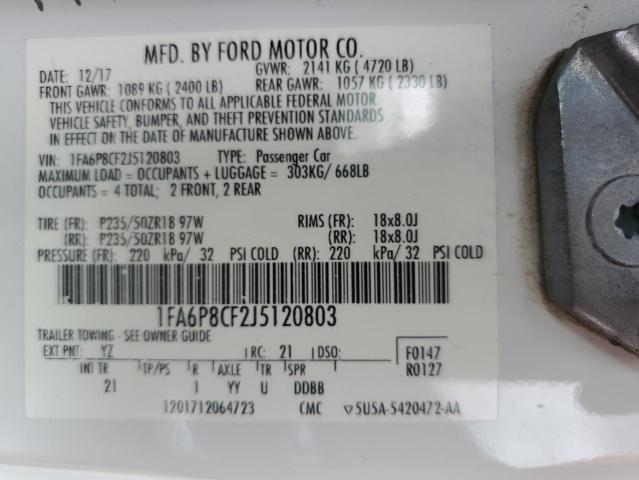 MFD. BY FORD MOTOR CO.
DATE: 12/17 GVWR: 2141 KG ( 4720 LB)
FRONT GAWR: 1089 KG ( 2400 LB) REAR GAWR: 1057 KG ( 2330 LB)
THIS VEHICLE CONFORMS TO ALL APPLICABLE FEDERAL MOTOR
VEHICLE SAFETY, BUMPER, AND THEFT PREVENTION STANDARDS
IN EFFECT ON THE DATE OF MANUFACTURE SHOWN ABOVE.
VIN: 1FA6P8CF2J5120803 TYPE: Passenger Car
MAXIMUM LOAD = OCCUPANTS + LUGGAGE = 303KG/ 668LB
OCCUPANTS = 4 TOTAL; 2 FRONT, 2 REAR
TIRE (FR): P235/50ZR18 97W RIMS (FR): 18x8.0J
(RR): P235/50ZR18 97W (RR): 18x8.0J
PRESSURE (FR): 220 kPa/ 32 PSI COLD (RR): 220 kPa/ 32 PSI COLD
1FA6P8CF2J5120803
TRAILER TOWING - SEE OWNER GUIDE
EXT PNT: YZ RC: 21 DSO: F0147
INT TR TP/PS R AXLE TR SPR R0127
21 I YY U DDBB
1201712064723 CMC ▽5U5A-5420472-AA